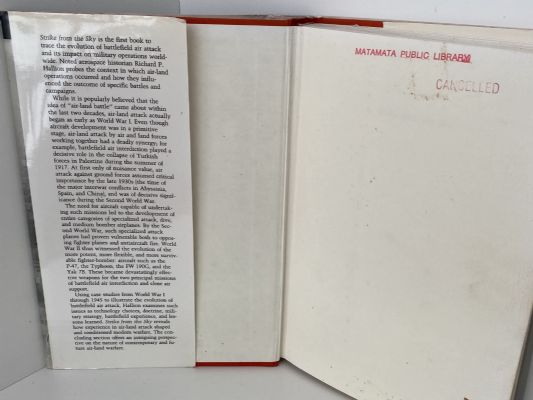 Strike from the Sky is the first book to
trace the evolution of battlefield air attack
and its impact on military operations world-
wide. Noted aerospace historian Richard P.
Hallion probes the context in which air-land
operations occurred and how they influ-
enced the outcome of specific battles and
campaigns.
While it is popularly believed that the
idea of "air-land battle" came about within
the last two decades, air-land attack actually
began as early as World War I. Even though
aircraft development was in a primitive
stage, air-land attack by air and land forces
working together had a deadly synergy; for
example, battlefield air interdiction played a
decisive role in the collapse of Turkish
forces in Palestine during the summer of
1917. At first only of nuisance value, air
attack against ground forces assumed critical
importance by the late 1930s (the time of
the major interwar conflicts in Abyssinia,
Spain, and China), and was of decisive signi-
ficance during the Second World War.
The need for aircraft capable of undertak-
ing such missions led to the development of
entire categories of specialized attack, dive,
and medium bomber airplanes. By the Sec-
ond World War, such specialized attack
planes had proven vulnerable both to oppos-
ing fighter planes and antiaircraft fire. World
War II thus witnessed the evolution of the
more potent, more flexible, and more surviv-
able fighter-bomber: aircraft such as the
P-47, the Typhoon, the FW 190G, and the
Yak 7B. These became devastatingly effec-
tive weapons for the two principal missions
of battlefield air interdiction and close air
support.
Using case studies from World War I
through 1945 to illustrate the evolution of
battlefield air attack, Hallion examines such
issues as technology choices, doctrine, mili-
tary strategy, battlefield experience, and les-
sons learned. Strike from the Sky reveals
how experience in air-land attack shaped
and conditioned modern warfare. The con-
cluding section offers an intriguing perspec-
tive on the nature of contemporary and fu-
ture air-land warfare.
MATAMATA PUBLIC LIBRARY
CANCELLED